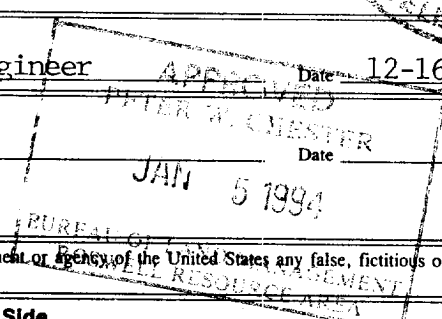 gineer Date 12-16
APPROVED
PETER W. CHESTER
Date
JAN 5 1994
BUREAU OF LAND MANAGEMENT
ROSWELL RESOURCE AREA
ment or agency of the United States any false, fictitious o
Side